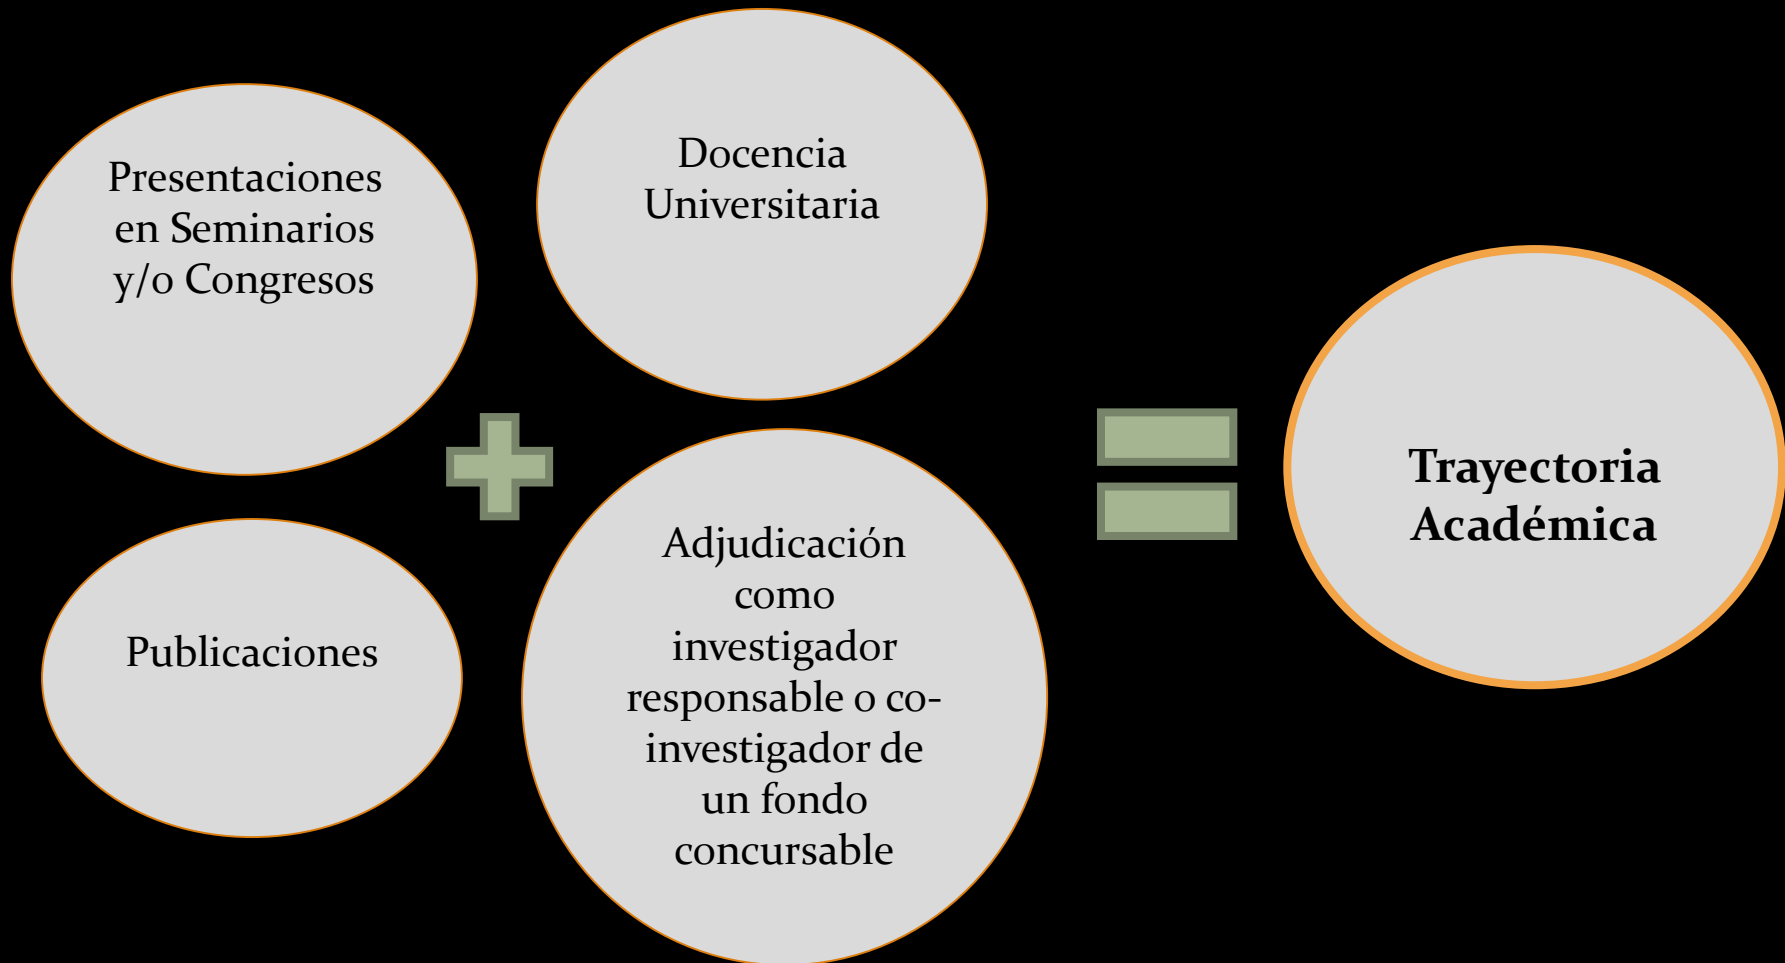 Presentaciones
en Seminarios
y/o Congresos
Docencia
Universitaria
Publicaciones
Adjudicación
como
investigador
responsable o co-
investigador de
un fondo
concursable
Trayectoria
Académica